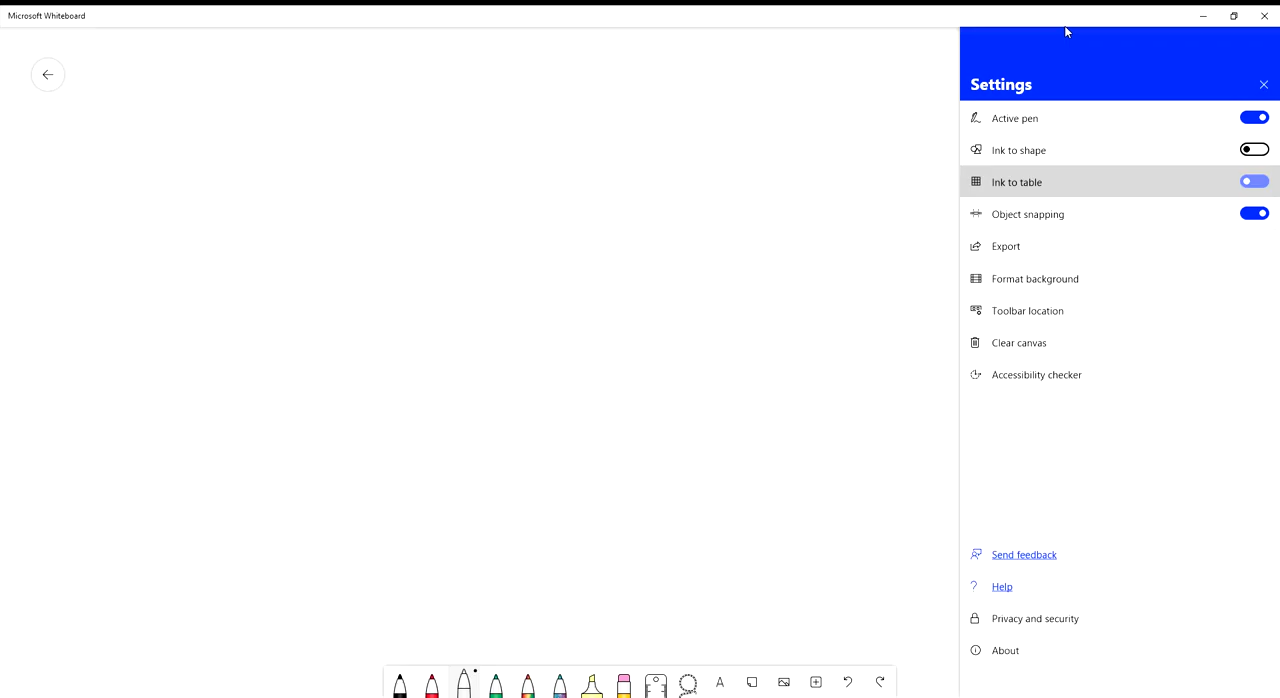 Microsoft Whiteboard
Settings
Active pen
Ink to shape
Ink to table
Object snapping
Export
Format background
Toolbar location
Clear canvas
Accessibility checker
Send feedback
Help
Privacy and security
About